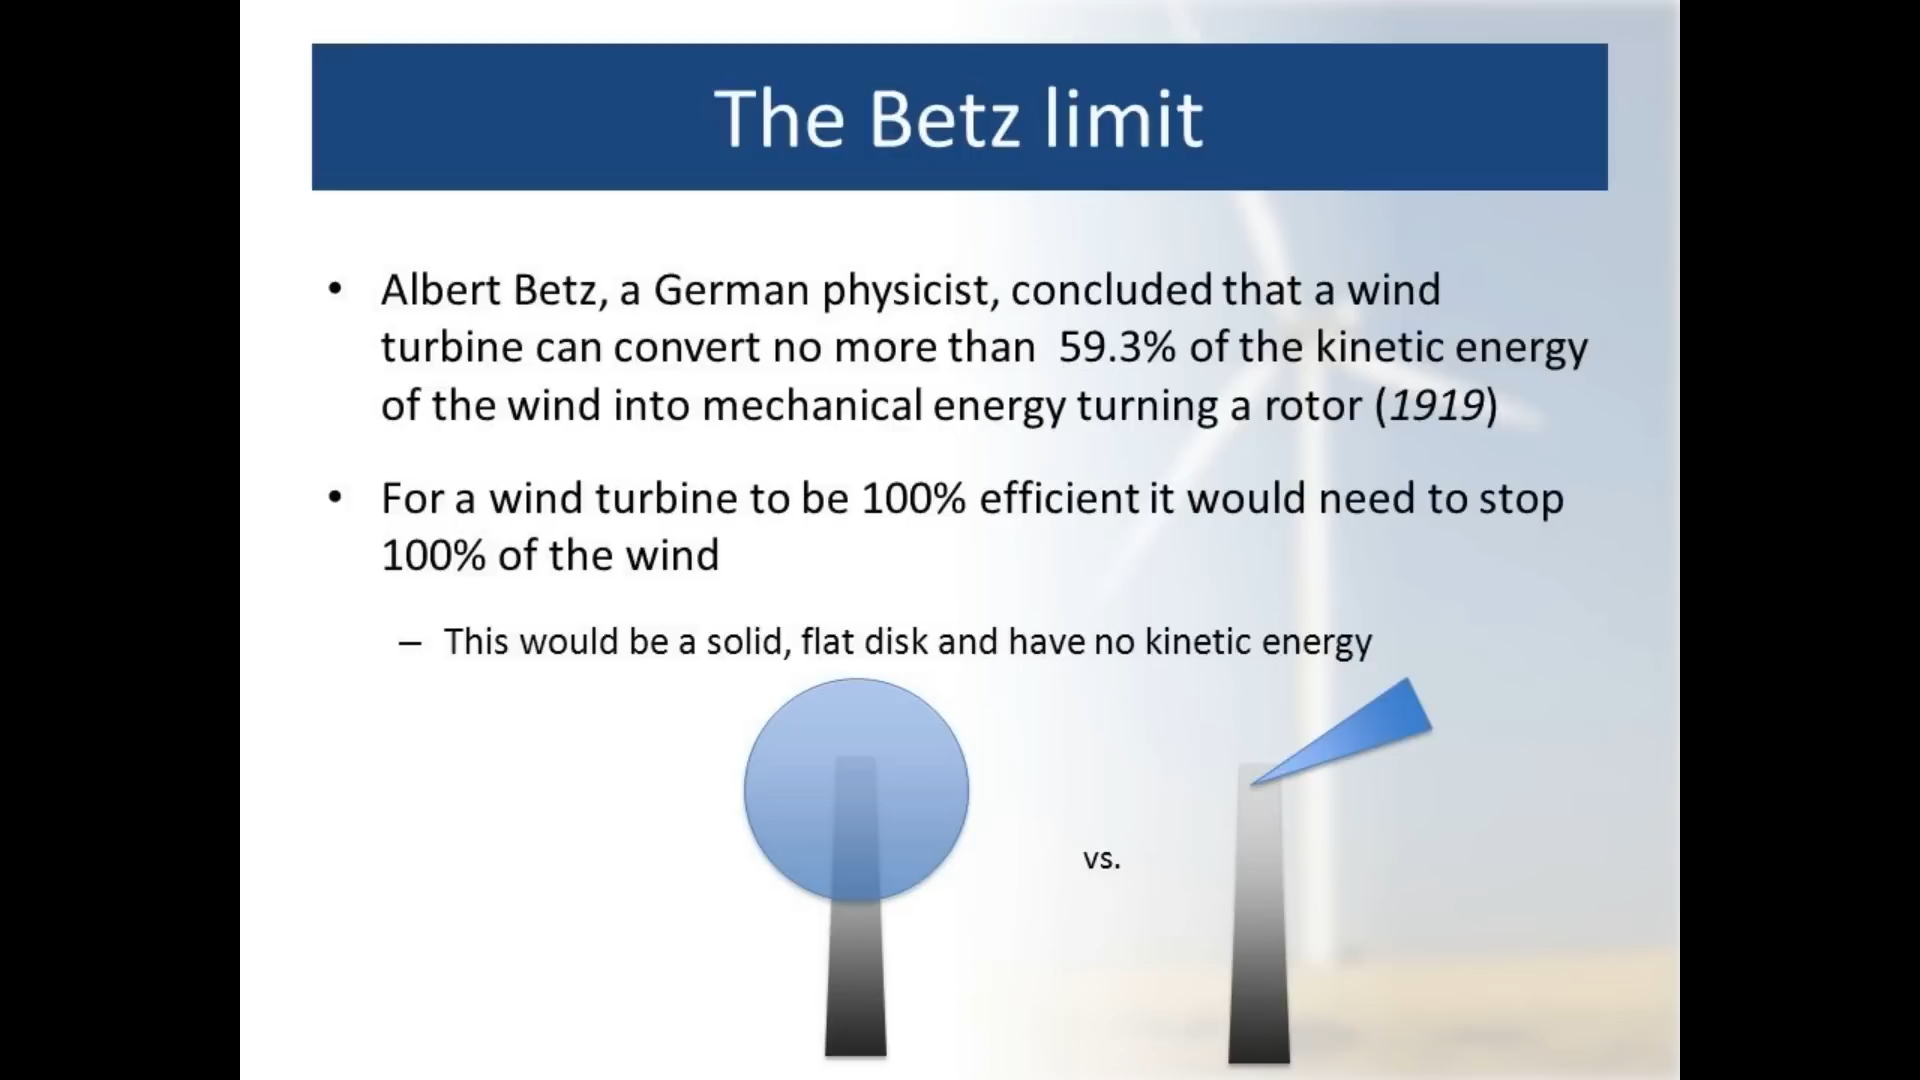 The Betz limit
• Albert Betz, a German physicist, concluded that a wind
turbine can convert no more than 59.3% of the kinetic energy
of the wind into mechanical energy turning a rotor (1919)
• For a wind turbine to be 100% efficient it would need to stop
100% of the wind
– This would be a solid, flat disk and have no kinetic energy
vs.